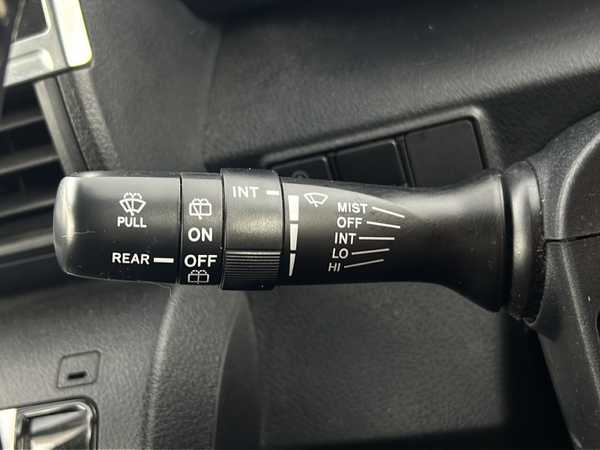 PULL
REAR
ON
OFF
INT
MIST
OFF
INT
LO
HI